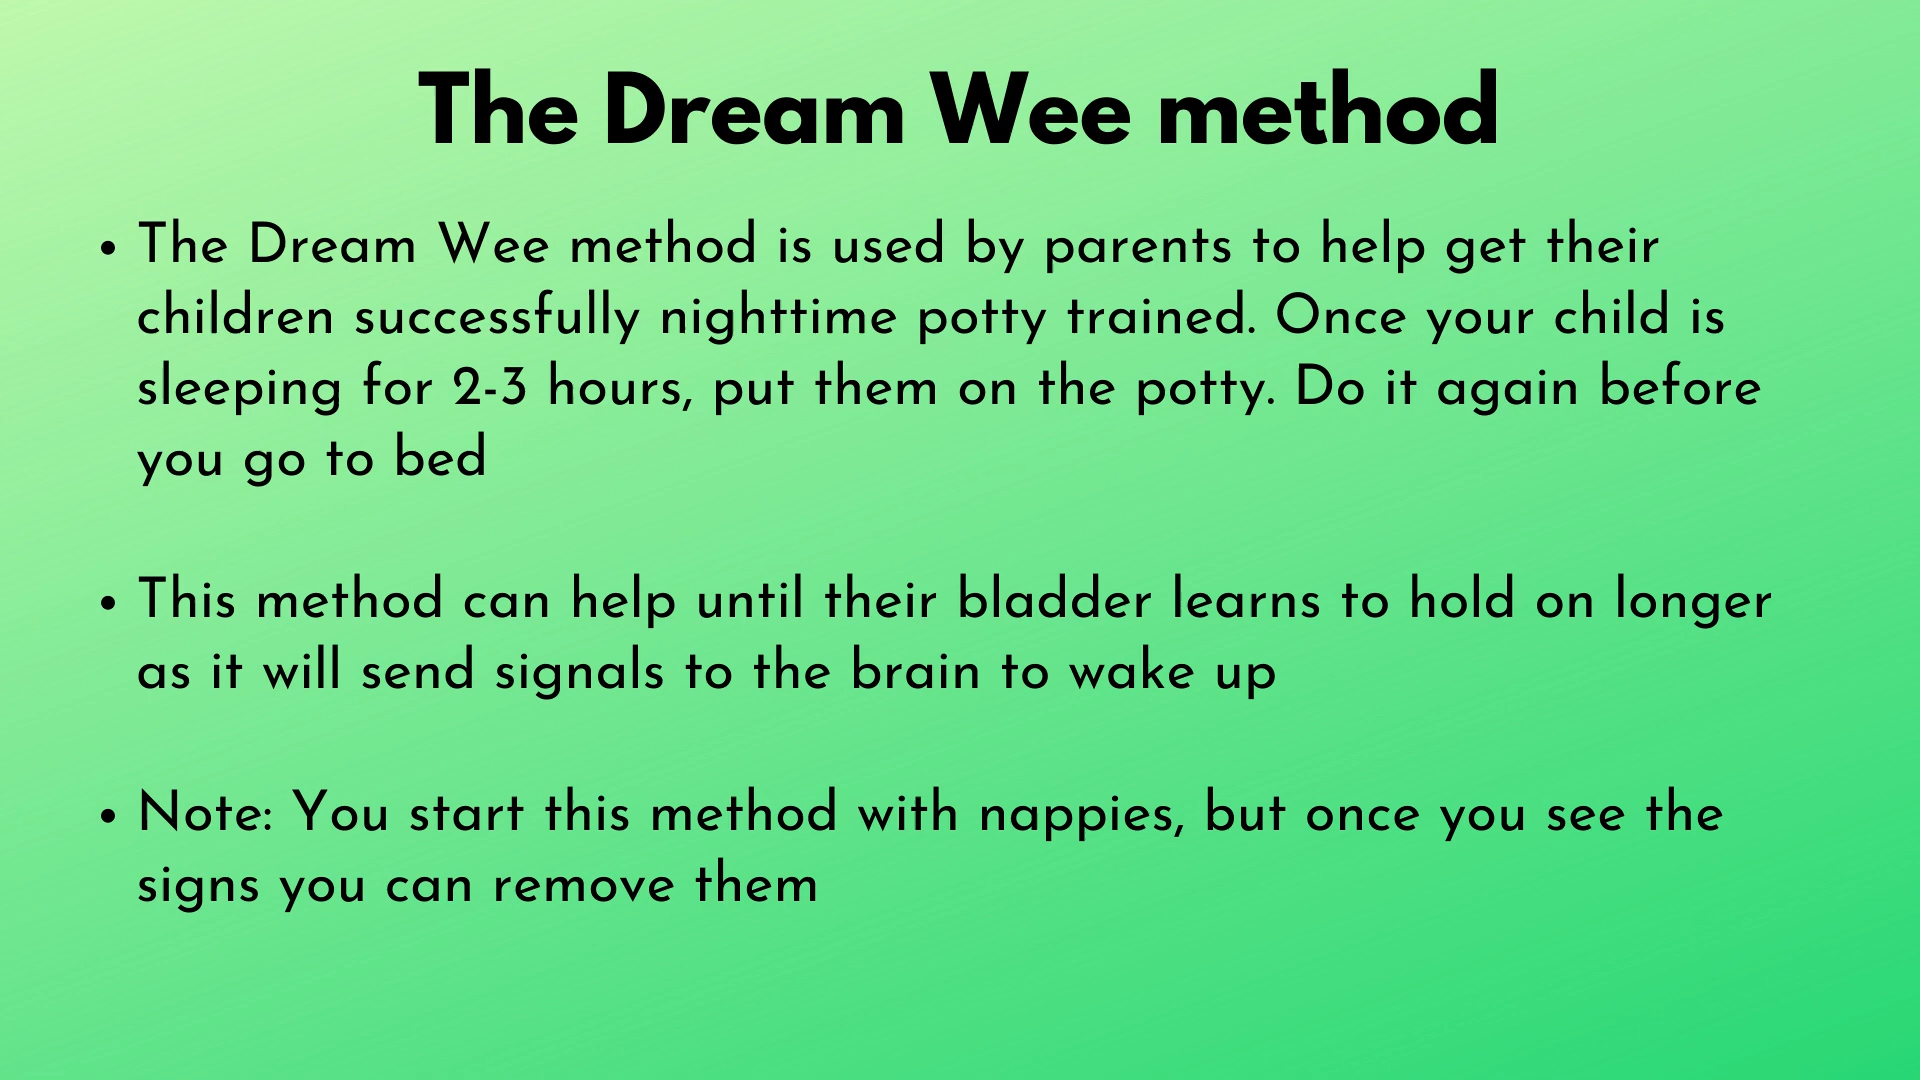 The Dream Wee method
• The Dream Wee method is used by parents to help get their
children successfully nighttime potty trained. Once your child is
sleeping for 2-3 hours, put them on the potty. Do it again before
you go to bed
• This method can help until their bladder learns to hold on longer
as it will send signals to the brain to wake up
• Note: You start this method with nappies, but once you see the
signs you can remove them